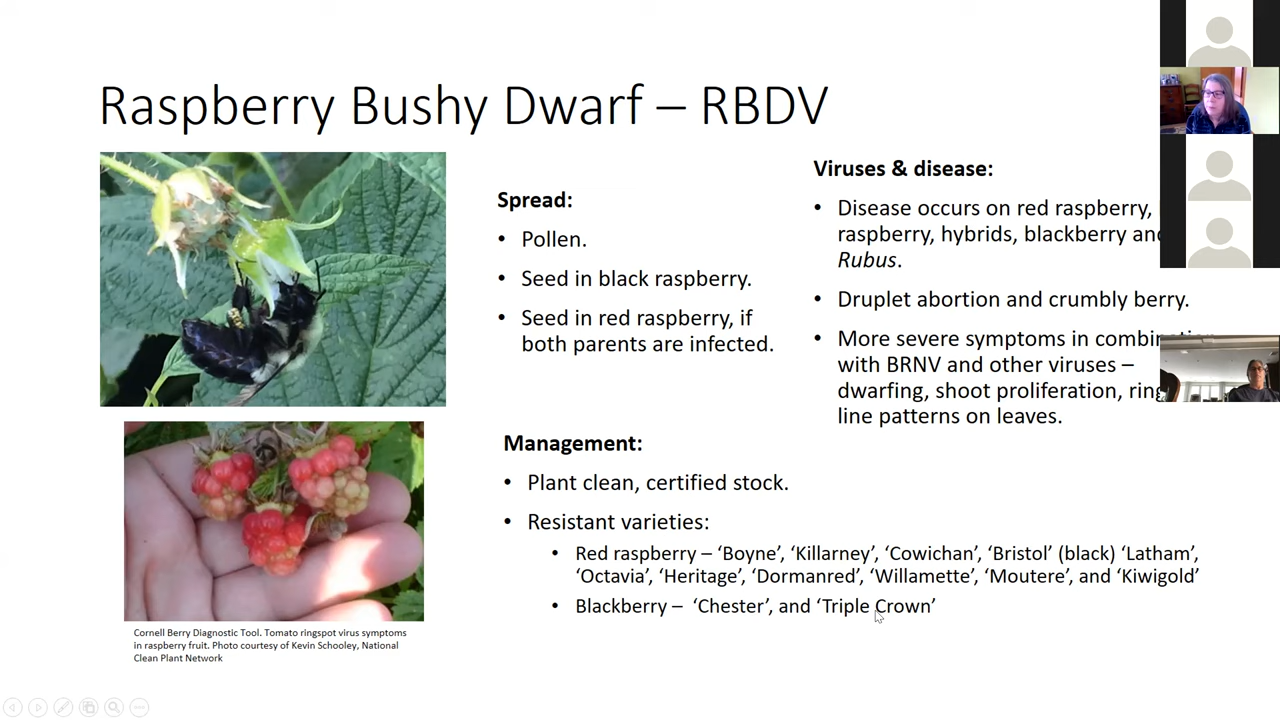 Raspberry Bushy Dwarf – RBDV
Spread:
• Pollen.
• Seed in black raspberry.
• Seed in red raspberry, if
both parents are infected.
Viruses & disease:
• Disease occurs on red raspberry,
raspberry, hybrids, blackberry and
Rubus.
• Druplet abortion and crumbly berry.
• More severe symptoms in combination
with BRNV and other viruses –
dwarfing, shoot proliferation, ring
line patterns on leaves.
Management:
• Plant clean, certified stock.
• Resistant varieties:
• Red raspberry – ‘Boyne’, ‘Killarney’, ‘Cowichan’, ‘Bristol’ (black) ‘Latham’,
‘Octavia’, ‘Heritage’, ‘Dormanred’, ‘Willamette’, ‘Moutere’, and ‘Kiwigold’
• Blackberry – ‘Chester’, and ‘Triple Crown’
Cornell Berry Diagnostic Tool. Tomato ringspot virus symptoms
in raspberry fruit. Photo courtesy of Kevin Schooley, National
Clean Plant Network